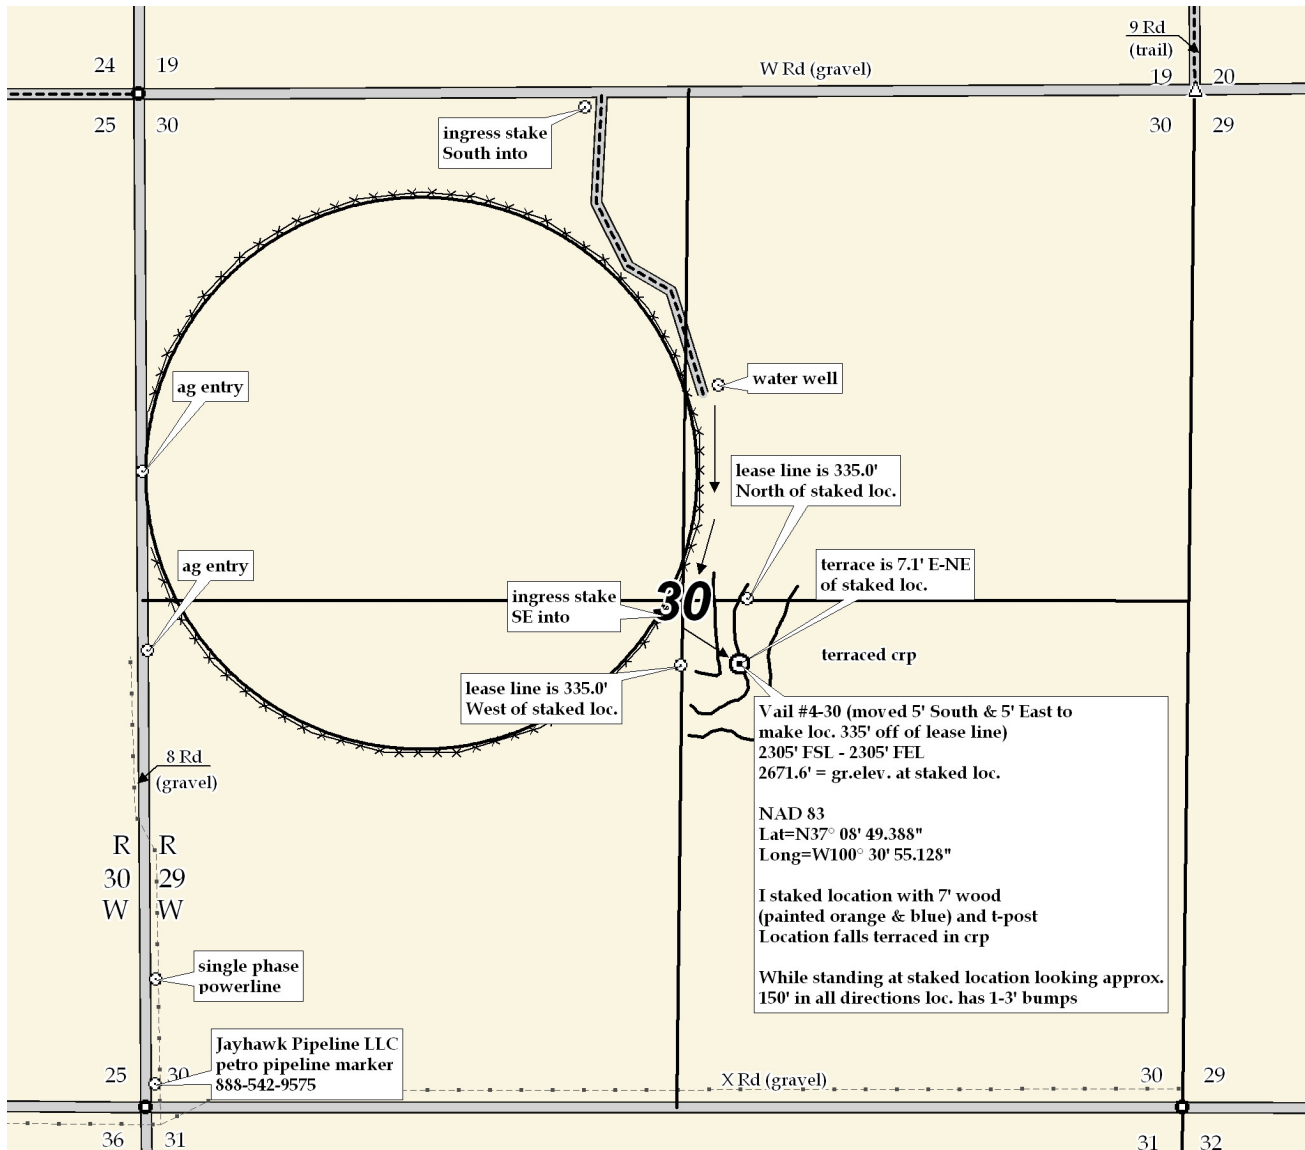 9 Rd
(trail)
24 19
W Rd (gravel)
19 20
25 30
30 29
ingress stake
South into
ag entry
water well
lease line is 335.0'
North of staked loc.
ag entry
terrace is 7.1' E-NE
of staked loc.
ingress stake
SE into
30
terraced crp
lease line is 335.0'
West of staked loc.
Vail #4-30 (moved 5' South & 5' East to
make loc. 335' off of lease line)
2305' FSL - 2305' FEL
2671.6' = gr.elev. at staked loc.
NAD 83
Lat=N37° 08' 49.388"
Long=W100° 30' 55.128"
I staked location with 7' wood
(painted orange & blue) and t-post
Location falls terraced in crp
While standing at staked location looking approx.
150' in all directions loc. has 1-3' bumps
8 Rd
(gravel)
R R
30 29
W W
single phase
powerline
Jayhawk Pipeline LLC
petro pipeline marker
888-542-9575
25 30
X Rd (gravel)
30 29
36 31
31 32